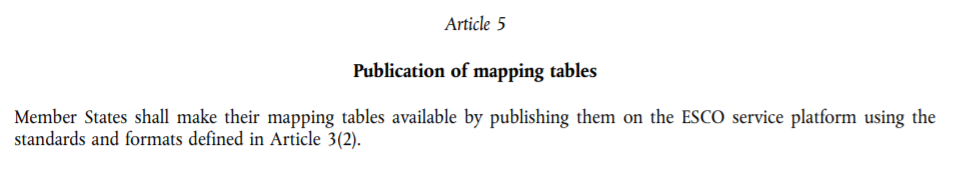 Article 5
Publication of mapping tables
Member States shall make their mapping tables available by publishing them on the ESCO service platform using the
standards and formats defined in Article 3(2).